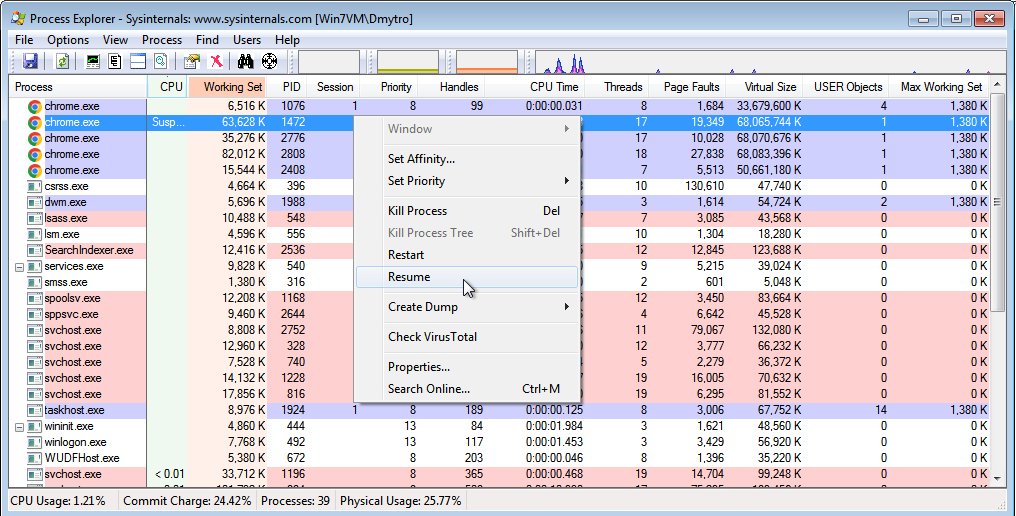 Process Explorer - Sysinternals: www.sysinternals.com [Win7VM\Dmytro]
File Options View Process Find Users Help
Process CPU Working Set PID Session Priority Handles CPU Time Threads Page Faults Virtual Size USER Objects Max Working Set
chrome.exe 6,516 K 1076 1 8 99 0:00:00.031 8 1,684 33,679,600 K 4 1,380 K
chrome.exe Susp... 63,628 K 1472 17 19,349 68,065,744 K 1 1,380 K
chrome.exe 35,276 K 2776 17 10,028 68,070,676 K 1 1,380 K
chrome.exe 82,012 K 2808 18 27,838 68,083,396 K 1 1,380 K
chrome.exe 15,544 K 2408 7 5,513 50,661,180 K 1 1,380 K
csrss.exe 4,664 K 396 10 130,610 47,740 K 0 0 K
dwm.exe 5,696 K 1988 3 1,614 54,724 K 2 1,380 K
lsass.exe 10,488 K 548 7 3,085 43,568 K 0 0 K
lsm.exe 4,596 K 556 10 1,304 18,280 K 0 0 K
SearchIndexer.exe 12,416 K 2536 12 12,845 123,688 K 0 0 K
services.exe 9,828 K 540 9 5,215 39,024 K 0 0 K
smss.exe 1,380 K 316 2 601 5,048 K 0 0 K
spoolsv.exe 12,208 K 1168 12 3,450 83,664 K 0 0 K
sppsvc.exe 9,460 K 2644 4 6,642 45,528 K 0 0 K
svchost.exe 8,808 K 2752 11 79,067 132,080 K 0 0 K
svchost.exe 12,960 K 328 12 3,777 66,232 K 0 0 K
svchost.exe 7,528 K 740 5 2,279 36,372 K 0 0 K
svchost.exe 14,132 K 1228 19 16,005 70,632 K 0 0 K
svchost.exe 17,856 K 816 19 6,295 81,552 K 0 0 K
taskhost.exe 8,976 K 1924 1 8 189 0:00:00.125 8 3,006 67,752 K 14 1,380 K
wininit.exe 4,860 K 444 13 84 0:00:01.984 3 1,621 48,560 K 0 0 K
winlogon.exe 7,768 K 492 13 117 0:00:01.453 3 3,429 56,920 K 0 0 K
WUDFHost.exe 5,380 K 672 8 203 0:00:00.046 8 1,396 35,220 K 0 0 K
svchost.exe < 0.01 33,712 K 1196 8 365 0:00:00.468 19 14,704 99,248 K 0 0 K
Window
Set Affinity...
Set Priority
Kill Process Del
Kill Process Tree Shift+Del
Restart
Resume
Create Dump
Check VirusTotal
Properties...
Search Online... Ctrl+M
CPU Usage: 1.21% Commit Charge: 24.42% Processes: 39 Physical Usage: 25.77%